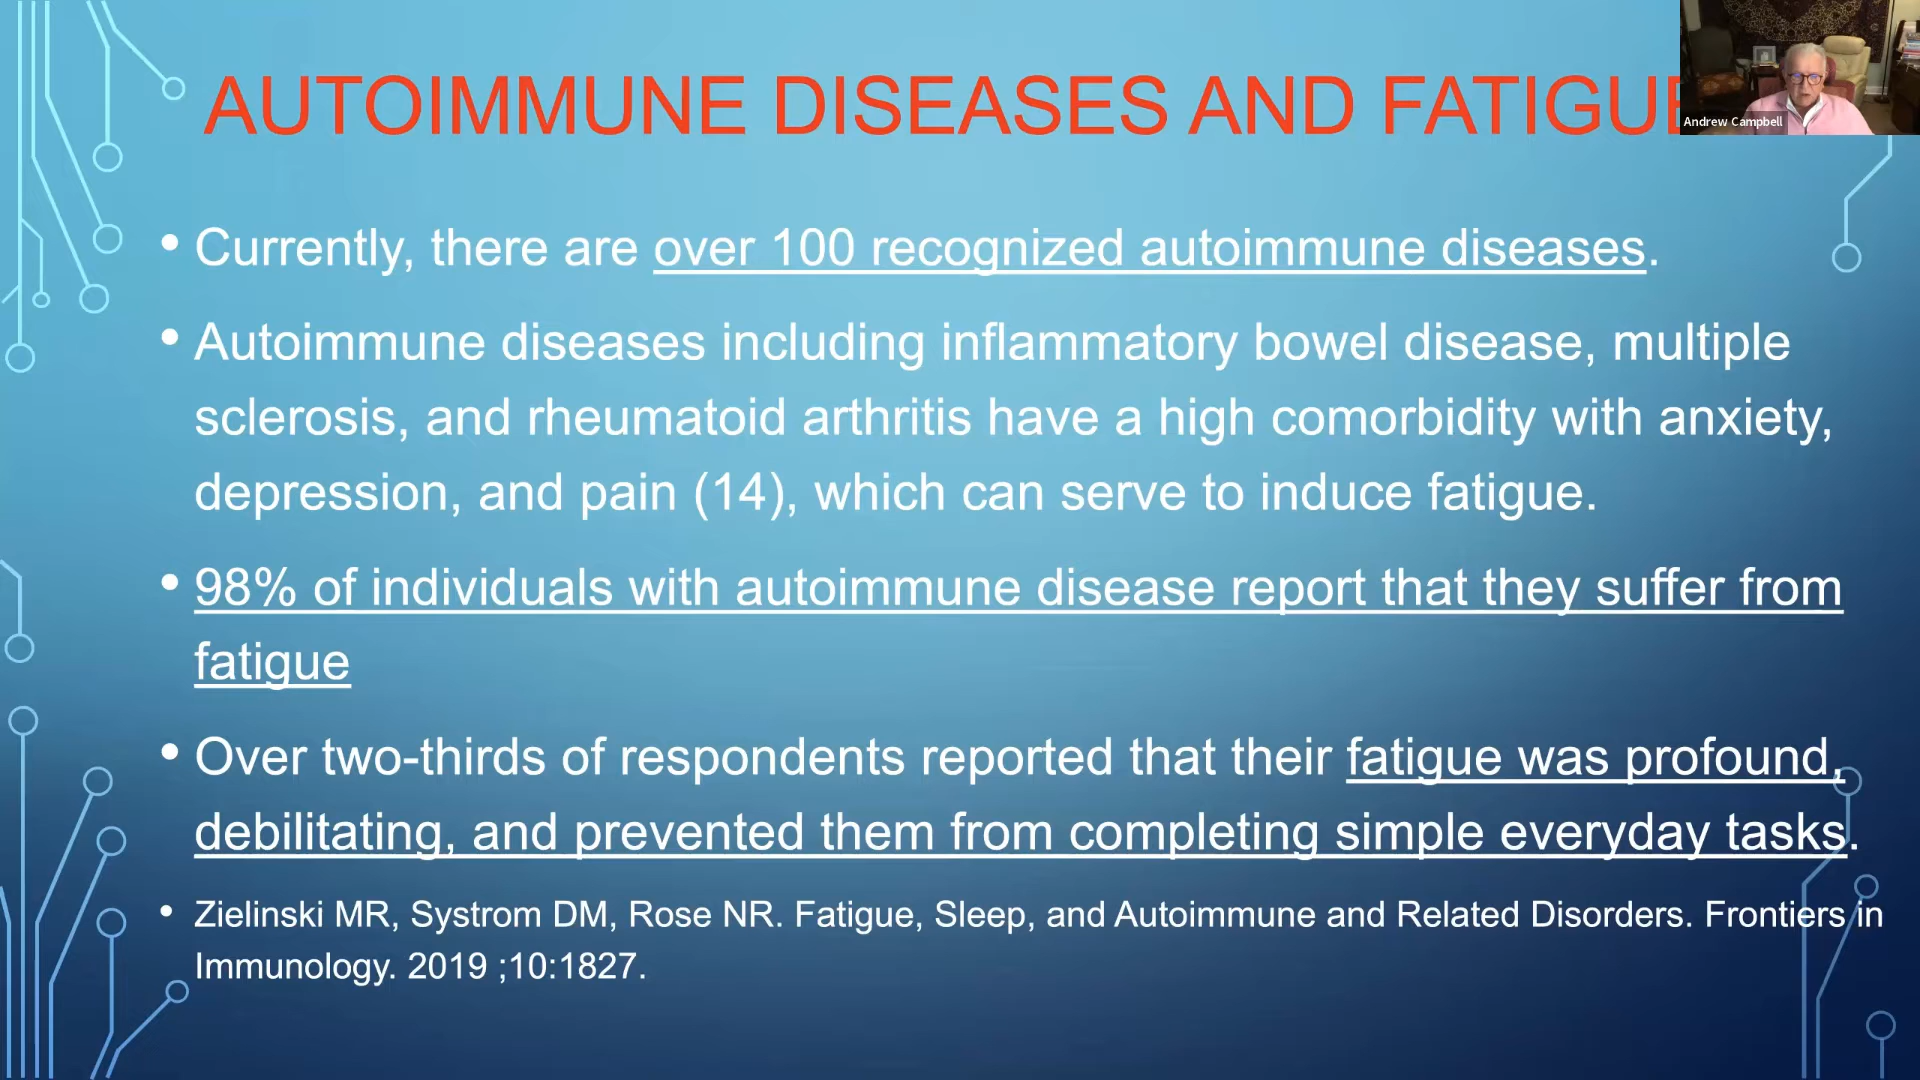 AUTOIMMUNE DISEASES AND FATIGUE
Andrew Campbell
• Currently, there are over 100 recognized autoimmune diseases.
• Autoimmune diseases including inflammatory bowel disease, multiple
sclerosis, and rheumatoid arthritis have a high comorbidity with anxiety,
depression, and pain (14), which can serve to induce fatigue.
• 98% of individuals with autoimmune disease report that they suffer from
fatigue
• Over two-thirds of respondents reported that their fatigue was profound,
debilitating, and prevented them from completing simple everyday tasks.
• Zielinski MR, Systrom DM, Rose NR. Fatigue, Sleep, and Autoimmune and Related Disorders. Frontiers in
Immunology. 2019 ;10:1827.